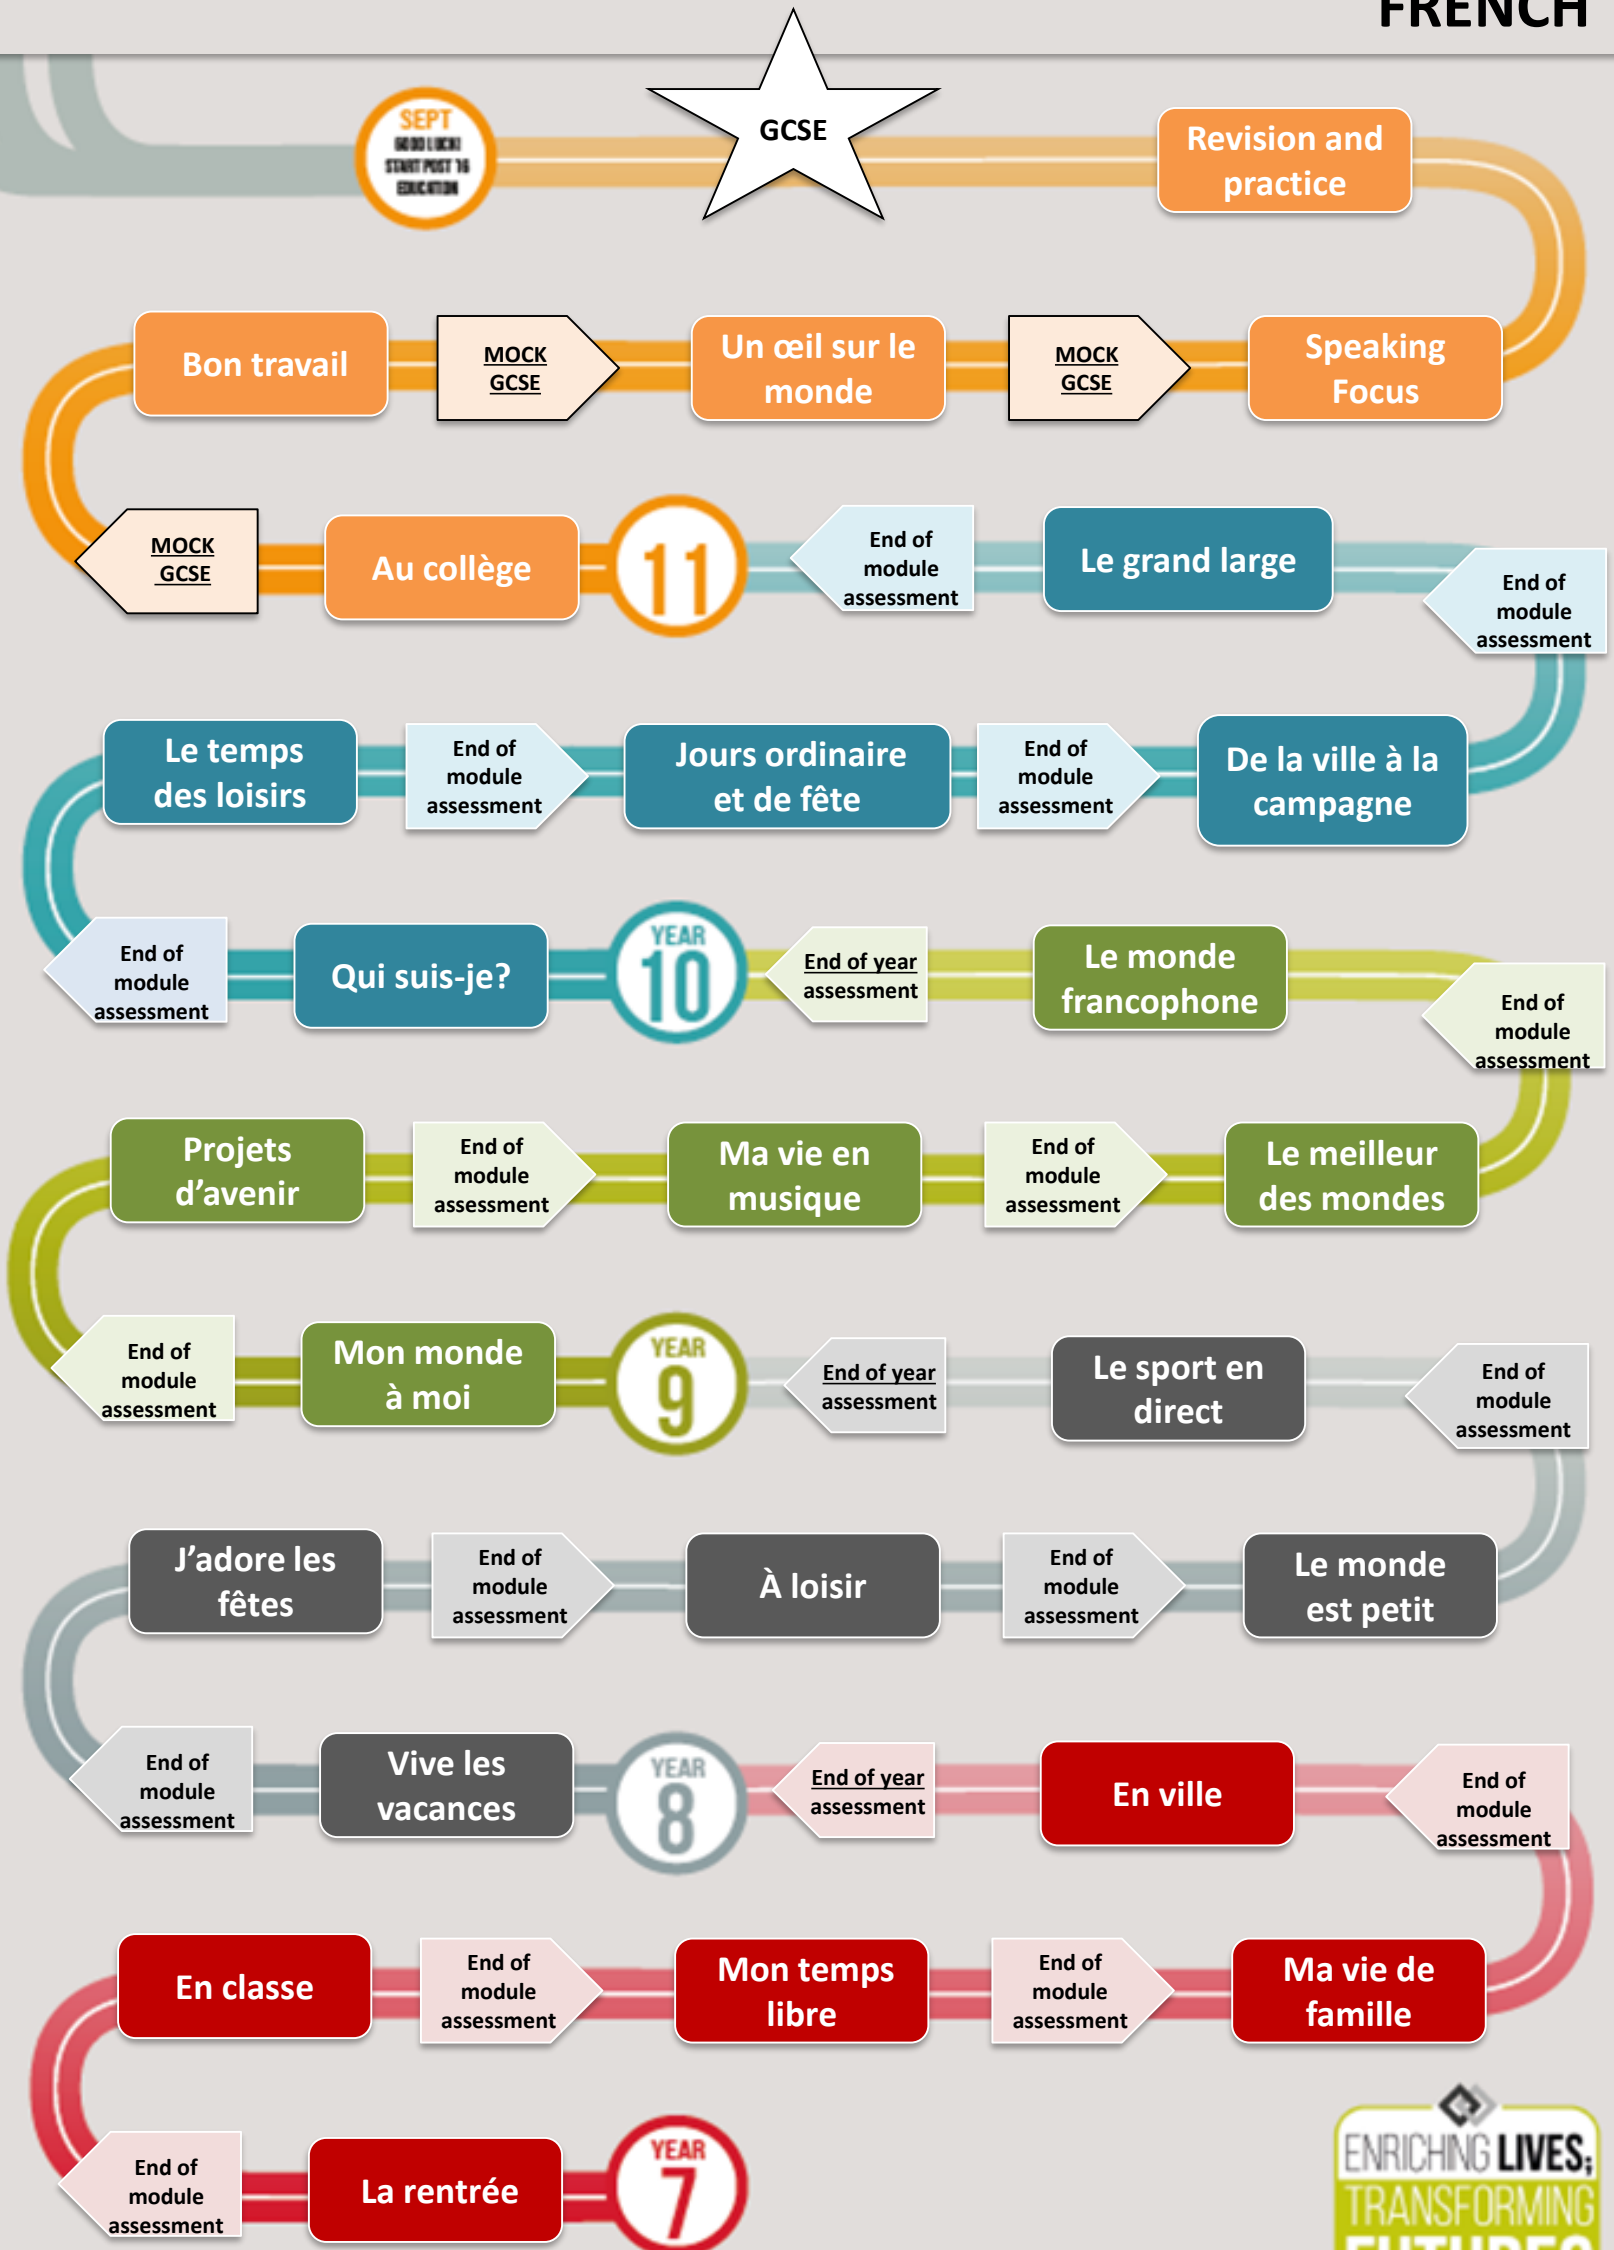 FRENCH
SEPT
GOOD LUCK!
START POST 16
EDUCATION
GCSE
Revision and
practice
Bon travail
MOCK
GCSE
Un œil sur le
monde
MOCK
GCSE
Speaking
Focus
MOCK
GCSE
Au collège
11
End of
module
assessment
Le grand large
End of
module
assessment
Le temps
des loisirs
End of
module
assessment
Jours ordinaire
et de fête
End of
module
assessment
De la ville à la
campagne
End of
module
assessment
Qui suis-je?
YEAR
10
End of year
assessment
Le monde
francophone
End of
module
assessment
Projets
d’avenir
End of
module
assessment
Ma vie en
musique
End of
module
assessment
Le meilleur
des mondes
End of
module
assessment
Mon monde
à moi
YEAR
9
End of year
assessment
Le sport en
direct
End of
module
assessment
J’adore les
fêtes
End of
module
assessment
À loisir
End of
module
assessment
Le monde
est petit
End of
module
assessment
Vive les
vacances
YEAR
8
End of year
assessment
En ville
End of
module
assessment
En classe
End of
module
assessment
Mon temps
libre
End of
module
assessment
Ma vie de
famille
End of
module
assessment
La rentrée
YEAR
7
ENRICHING LIVES;
TRANSFORMING
FUTURES